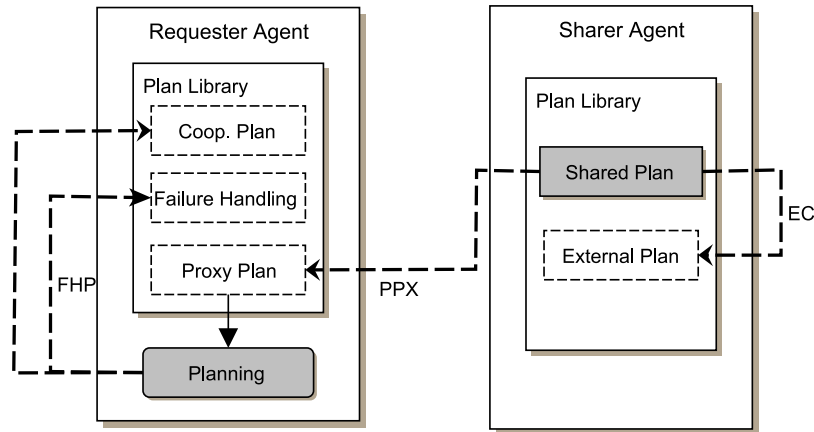 Requester Agent
Plan Library
Coop. Plan
Failure Handling
Proxy Plan
FHP
Planning
PPX
Sharer Agent
Plan Library
Shared Plan
EC
External Plan